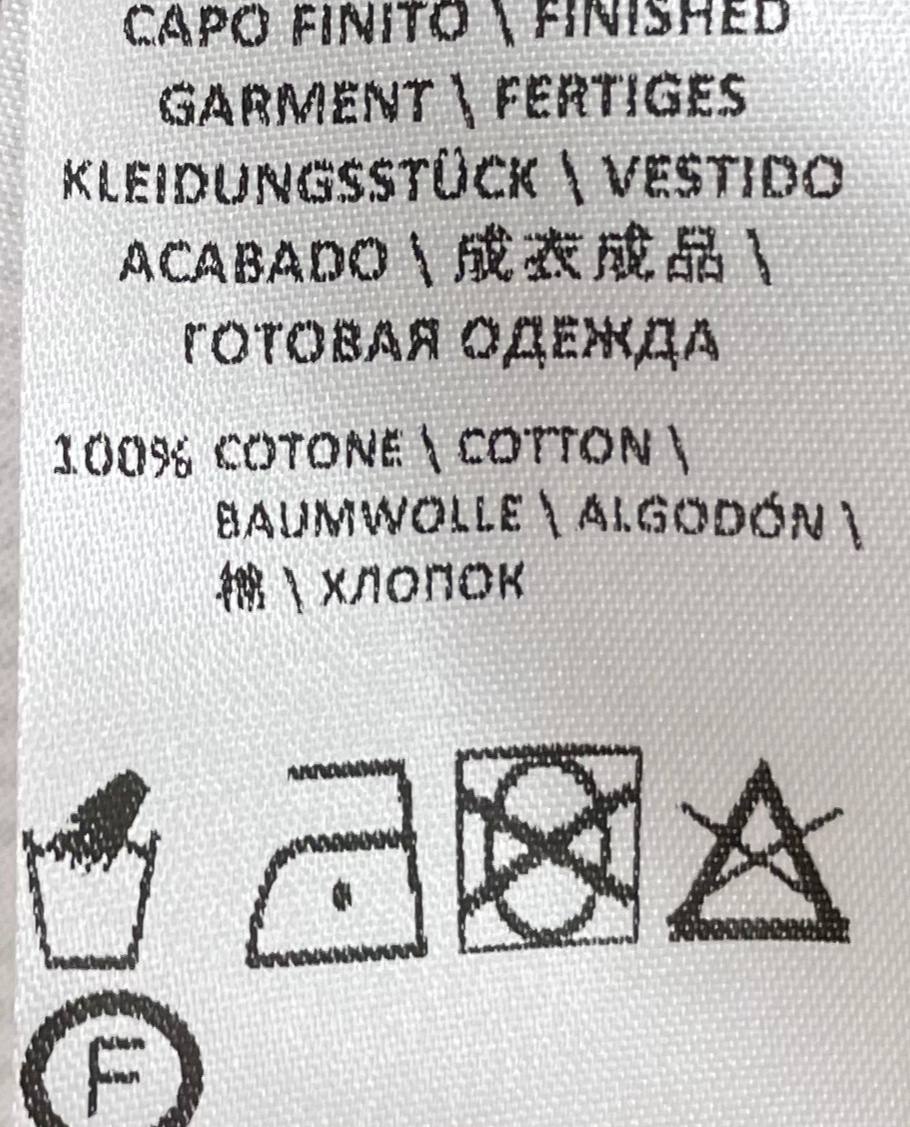 CAPO FINITO \ FINISHED
GARMENT \ FERTIGES
KLEIDUNGSSTÜCK \ VESTIDO
ACABADO \ 成衣成品 \
ГОТОВАЯ ОДЕЖДА
100% COTONE \ COTTON \
BAUMWOLLE \ ALGODÓN \
棉 \ ХЛОПОК
F